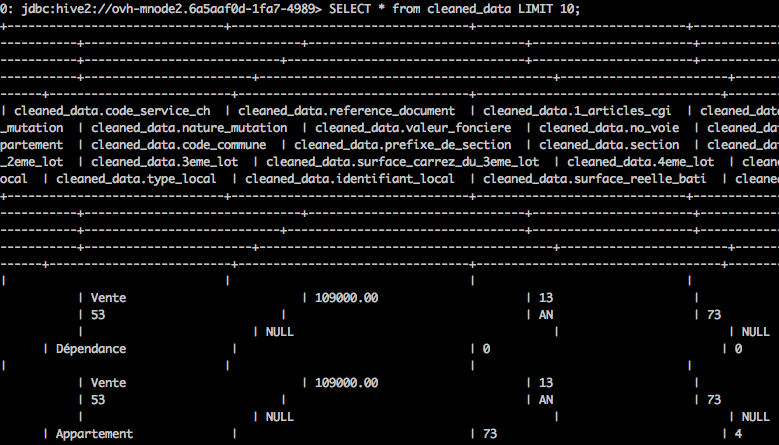 0: jdbc:hive2://ovh-mnode2.6a5aaf0d-1fa7-4989> SELECT * from cleaned_data LIMIT 10;
| cleaned_data.code_service_ch | cleaned_data.reference_document | cleaned_data.1_articles_cgi | cleaned_dat
_mutation | cleaned_data.nature_mutation | cleaned_data.valeur_fonciere | cleaned_data.no_voie | cleaned_da
partement | cleaned_data.code_commune | cleaned_data.prefixe_de_section | cleaned_data.section | cleaned_da
_2eme_lot | cleaned_data.3eme_lot | cleaned_data.surface_carrez_du_3eme_lot | cleaned_data.4eme_lot | cleaned
ocal | cleaned_data.type_local | cleaned_data.identifiant_local | cleaned_data.surface_reelle_bati | cleane
| | | |
| Vente | 109000.00 | 13 |
| 53 | | AN | 73
| | NULL | | NULL
| Dépendance | | 0 | 0
| | | |
| Vente | 109000.00 | 13 |
| 53 | | AN | 73
| | NULL | | NULL
| Appartement | | 73 | 4